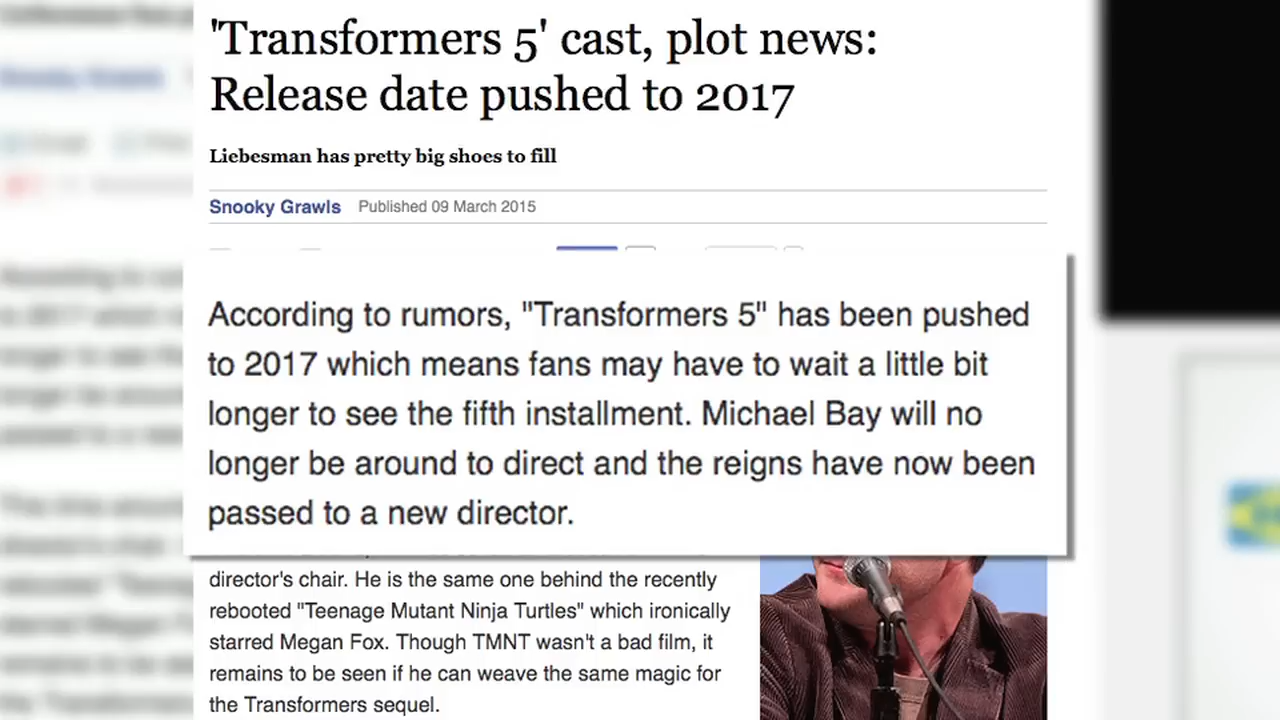 'Transformers 5' cast, plot news:
Release date pushed to 2017
Liebesman has pretty big shoes to fill
Snooky Grawls Published 09 March 2015
According to rumors, "Transformers 5" has been pushed
to 2017 which means fans may have to wait a little bit
longer to see the fifth installment. Michael Bay will no
longer be around to direct and the reigns have now been
passed to a new director.
director's chair. He is the same one behind the recently
rebooted "Teenage Mutant Ninja Turtles" which ironically
starred Megan Fox. Though TMNT wasn't a bad film, it
remains to be seen if he can weave the same magic for
the Transformers sequel.